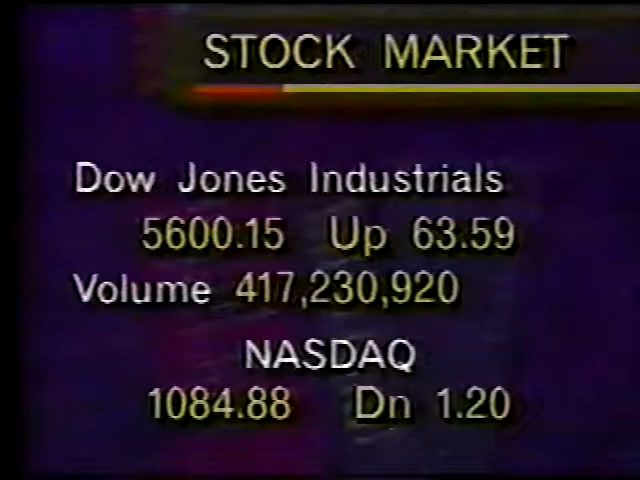 STOCK MARKET
Dow Jones Industrials
5600.15 Up 63.59
Volume 417,230,920
NASDAQ
1084.88 Dn 1.20